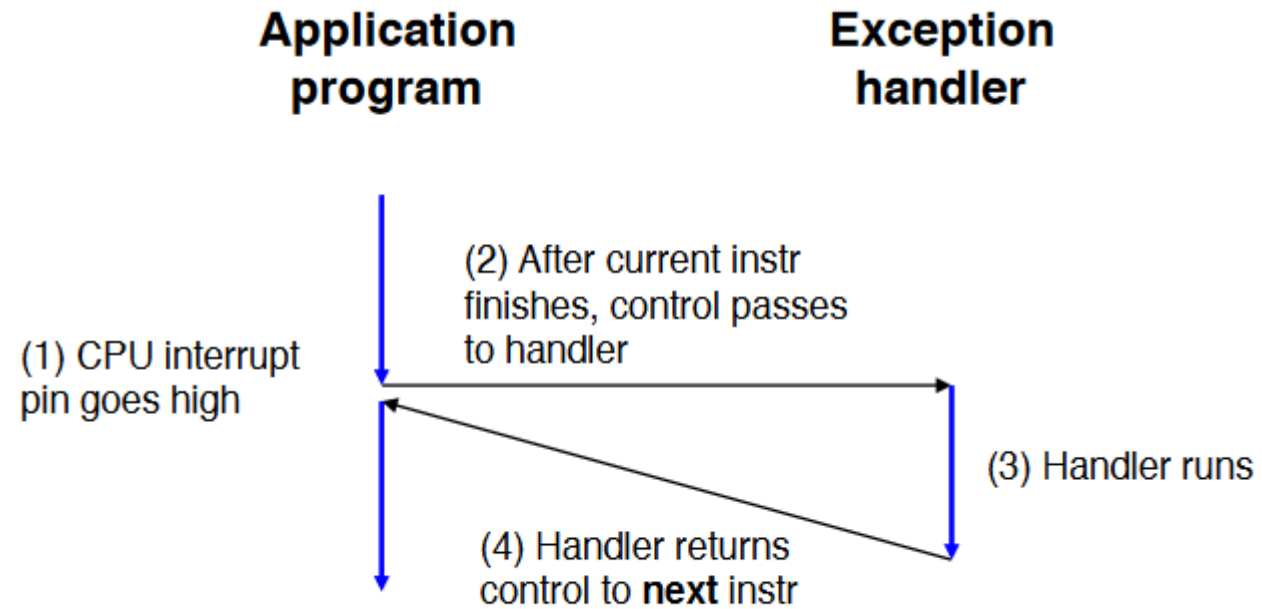 Application
program
Exception
handler
(1) CPU interrupt
pin goes high
(2) After current instr
finishes, control passes
to handler
(3) Handler runs
(4) Handler returns
control to next instr